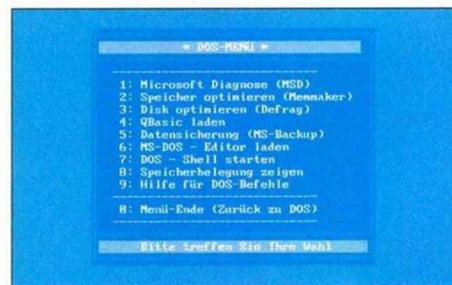 * DOS-MENÜ *
1: Microsoft Diagnose (MSD)
2: Speicher optimieren (Memmaker)
3: Disk optimieren (Defrag)
4: QBasic laden
5: Datensicherung (MS-Backup)
6: MS-DOS - Editor laden
7: DOS - Shell starten
8: Speicherbelegung zeigen
9: Hilfe für DOS-Befehle
0: Menü-Ende (Zurück zu DOS)
Bitte treffen Sie Ihre Wahl